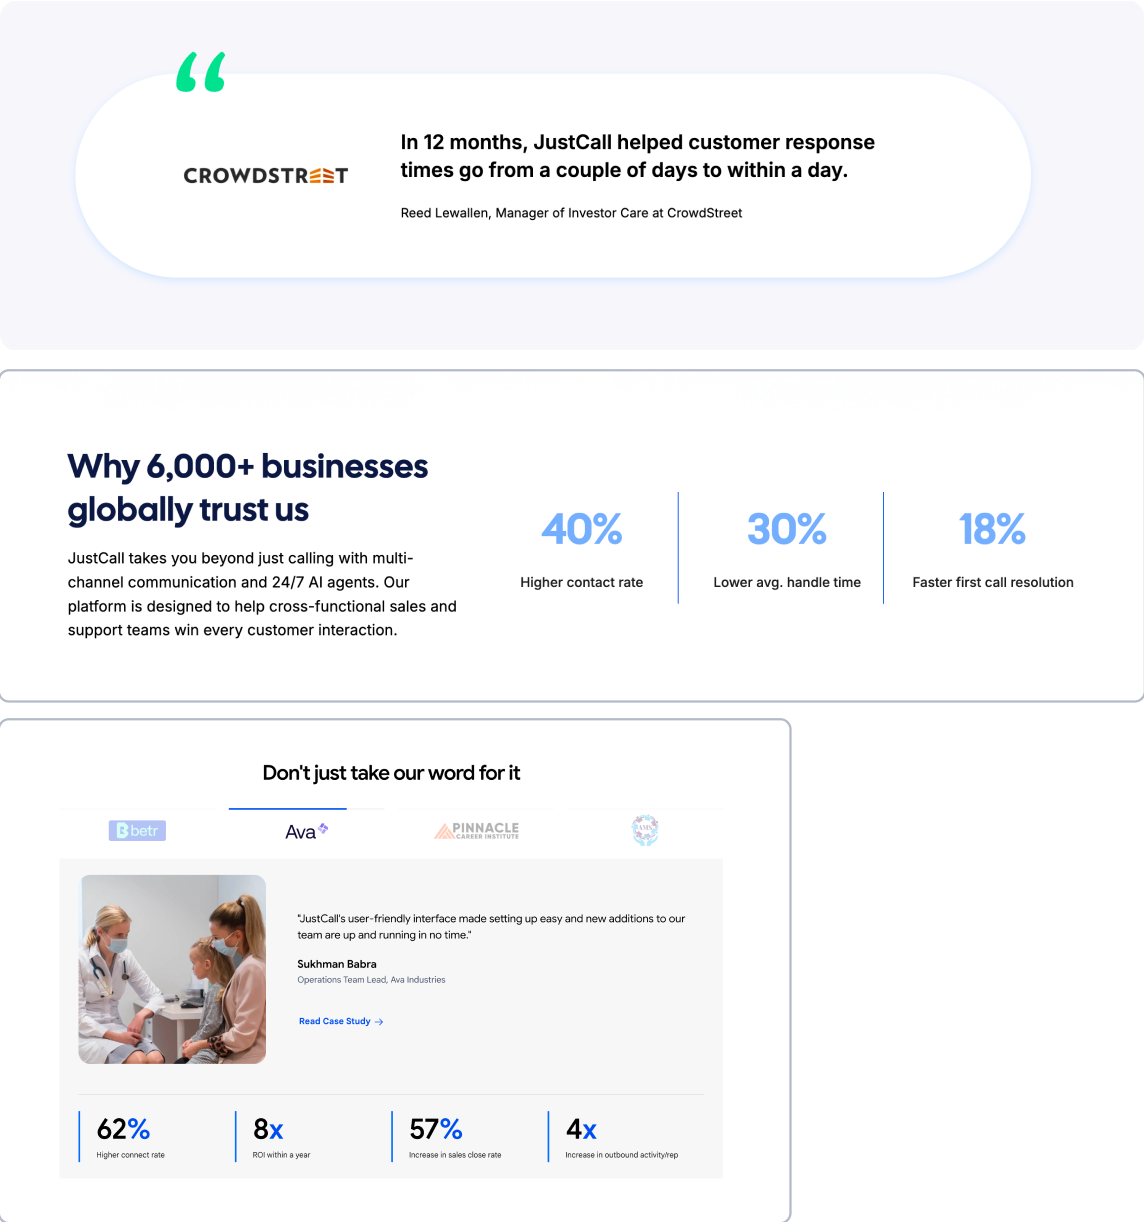 “
CROWDSTREET
In 12 months, JustCall helped customer response
times go from a couple of days to within a day.
Reed Lewallen, Manager of Investor Care at CrowdStreet
Why 6,000+ businesses
globally trust us
JustCall takes you beyond just calling with multi-
channel communication and 24/7 AI agents. Our
platform is designed to help cross-functional sales and
support teams win every customer interaction.
40%
Higher contact rate
30%
Lower avg. handle time
18%
Faster first call resolution
Don't just take our word for it
betr
Ava
PINNACLE
CAREER INSTITUTE
"JustCall's user-friendly interface made setting up easy and new additions to our
team are up and running in no time."
Sukhman Babra
Operations Team Lead, Ava Industries
Read Case Study →
62%
Higher connect rate
8x
ROI within a year
57%
Increase in sales close rate
4x
Increase in outbound activity/rep